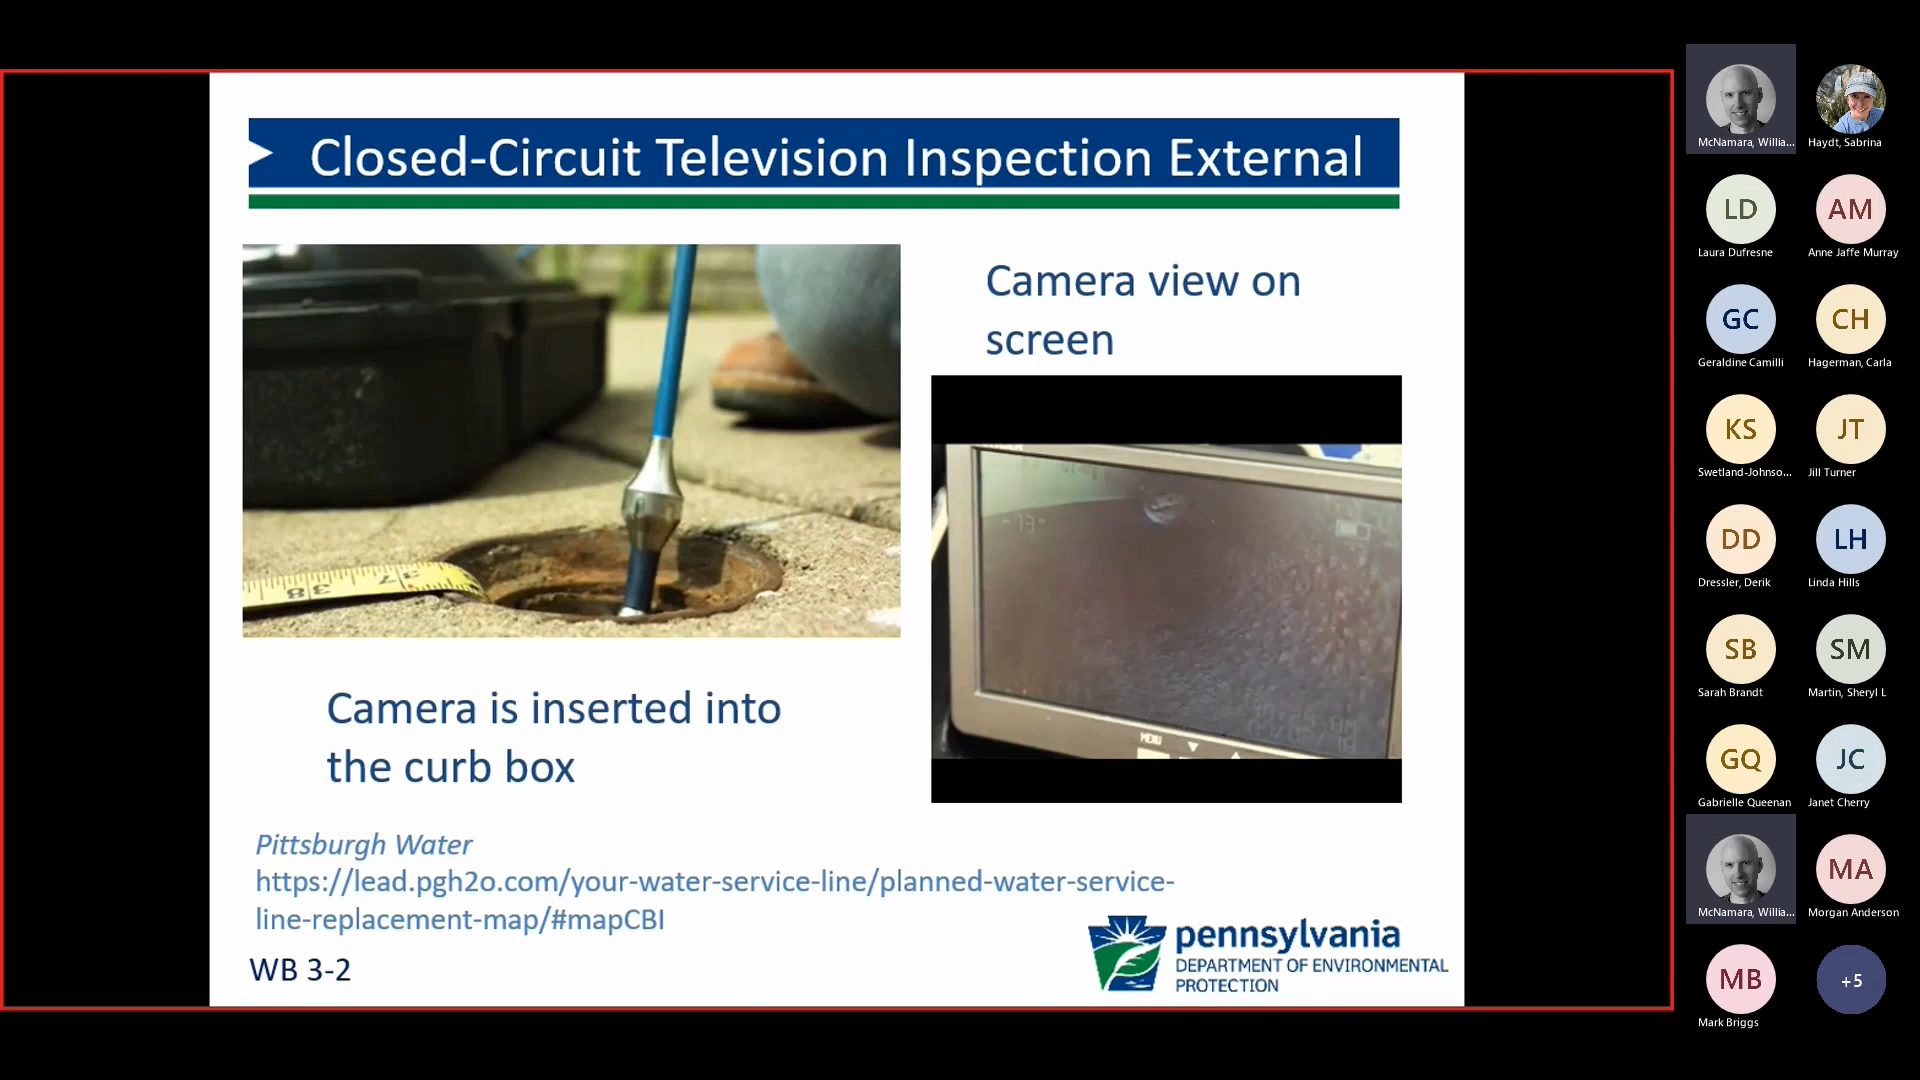 Closed-Circuit Television Inspection External
Camera view on
screen
37
38
-13°
MENU
Camera is inserted into
the curb box
Pittsburgh Water
https://lead.pgh2o.com/your-water-service-line/planned-water-service-
line-replacement-map/#mapCBI
WB 3-2
pennsylvania
DEPARTMENT OF ENVIRONMENTAL
PROTECTION
McNamara, Willia...
Haydt, Sabrina
LD
AM
Laura Dufresne
Anne Jaffe Murray
GC
CH
Geraldine Camilli
Hagerman, Carla
KS
JT
Swetland-Johnso...
Jill Turner
DD
LH
Dressler, Derik
Linda Hills
SB
SM
Sarah Brandt
Martin, Sheryl L
GQ
JC
Gabrielle Queenan
Janet Cherry
MA
McNamara, Willia...
Morgan Anderson
MB
+5
Mark Briggs